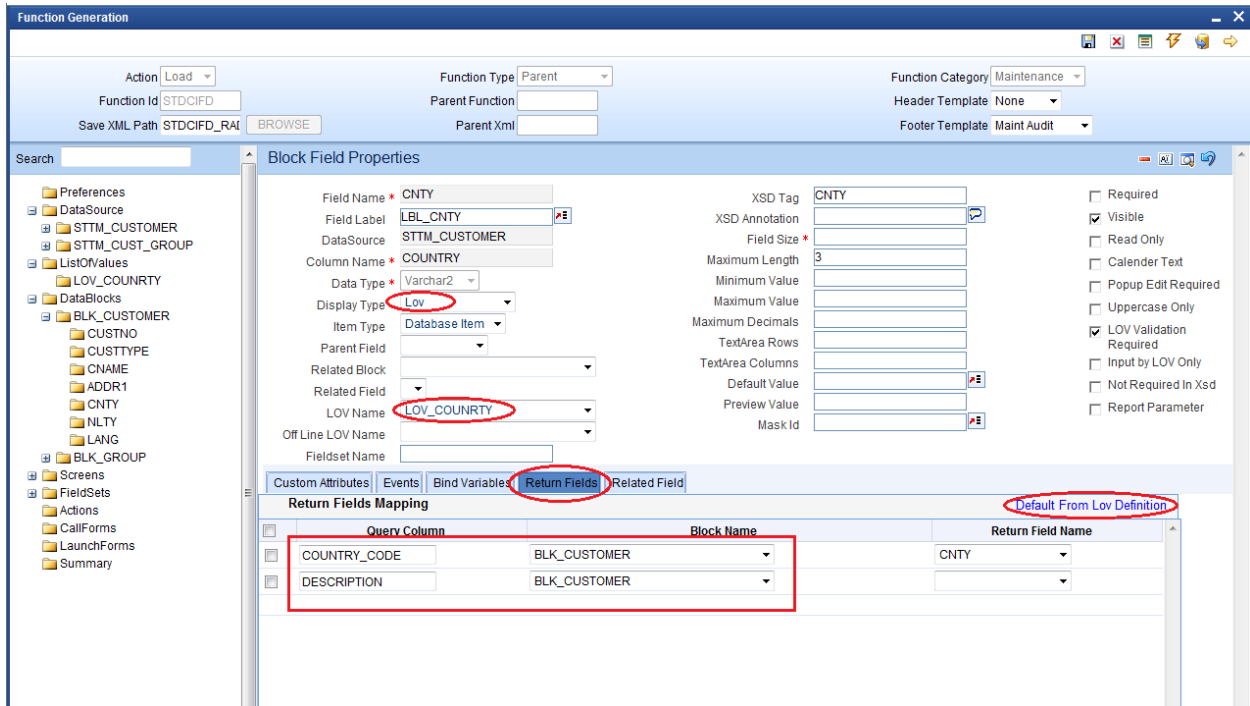 Function Generation
Action Load Function Type Parent Function Category Maintenance
Function Id STDCIFD Parent Function Header Template None
Save XML Path STDCIFD_RAD BROWSE Parent Xml Footer Template Maint Audit
Search
Preferences
DataSource
STTM_CUSTOMER
STTM_CUST_GROUP
ListOfValues
LOV_COUNRTY
DataBlocks
BLK_CUSTOMER
CUSTNO
CUSTTYPE
CNAME
ADDR1
CNTY
NLTY
LANG
BLK_GROUP
Screens
FieldSets
Actions
CallForms
LaunchForms
Summary
Block Field Properties
Field Name * CNTY
Field Label LBL_CNTY
DataSource STTM_CUSTOMER
Column Name * COUNTRY
Data Type * Varchar2
Display Type Lov
Item Type Database Item
Parent Field
Related Block
Related Field
LOV Name LOV_COUNRTY
Off Line LOV Name
Fieldset Name
XSD Tag CNTY
XSD Annotation
Field Size *
Maximum Length 3
Minimum Value
Maximum Value
Maximum Decimals
TextArea Rows
TextArea Columns
Default Value
Preview Value
Mask Id
Required
Visible
Read Only
Calender Text
Popup Edit Required
Uppercase Only
LOV Validation
Required
Input by LOV Only
Not Required In Xsd
Report Parameter
Custom Attributes Events Bind Variables Return Fields Related Field
Return Fields Mapping Default From Lov Definition
Query Column Block Name Return Field Name
COUNTRY_CODE BLK_CUSTOMER CNTY
DESCRIPTION BLK_CUSTOMER